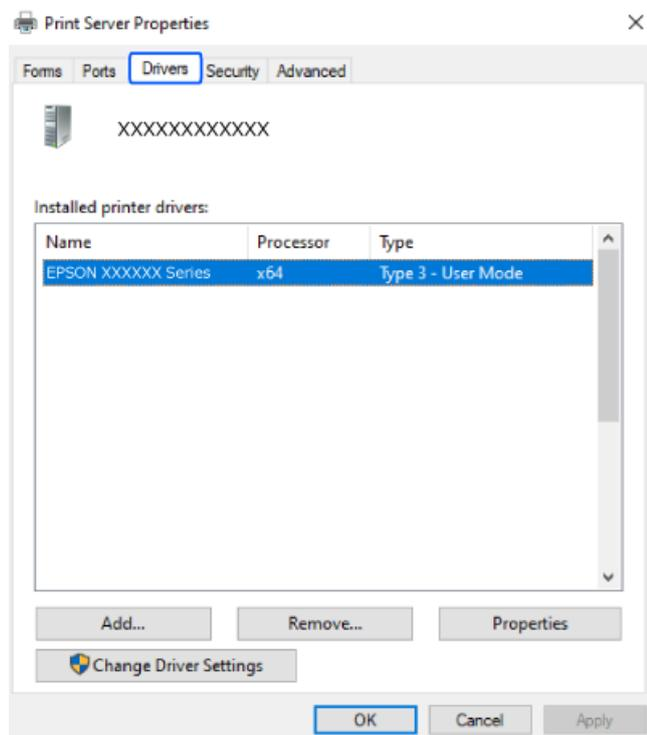 Print Server Properties
Forms Ports Drivers Security Advanced
XXXXXXXXXXXX
Installed printer drivers:
Name Processor Type
EPSON XXXXXX Series x64 Type 3 - User Mode
Add... Remove... Properties
Change Driver Settings
OK Cancel Apply